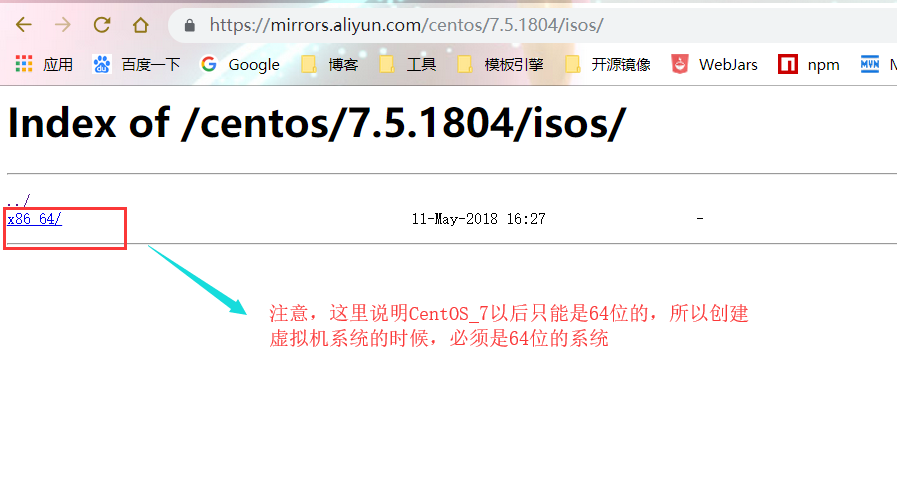 https://mirrors.aliyun.com/centos/7.5.1804/isos/
应用 百度一下 Google 博客 工具 模板引擎 开源镜像 WebJars npm MVN M
Index of /centos/7.5.1804/isos/
../
x86_64/ 11-May-2018 16:27 -
注意，这里说明CentOS_7以后只能是64位的，所以创建
虚拟机系统的时候，必须是64位的系统